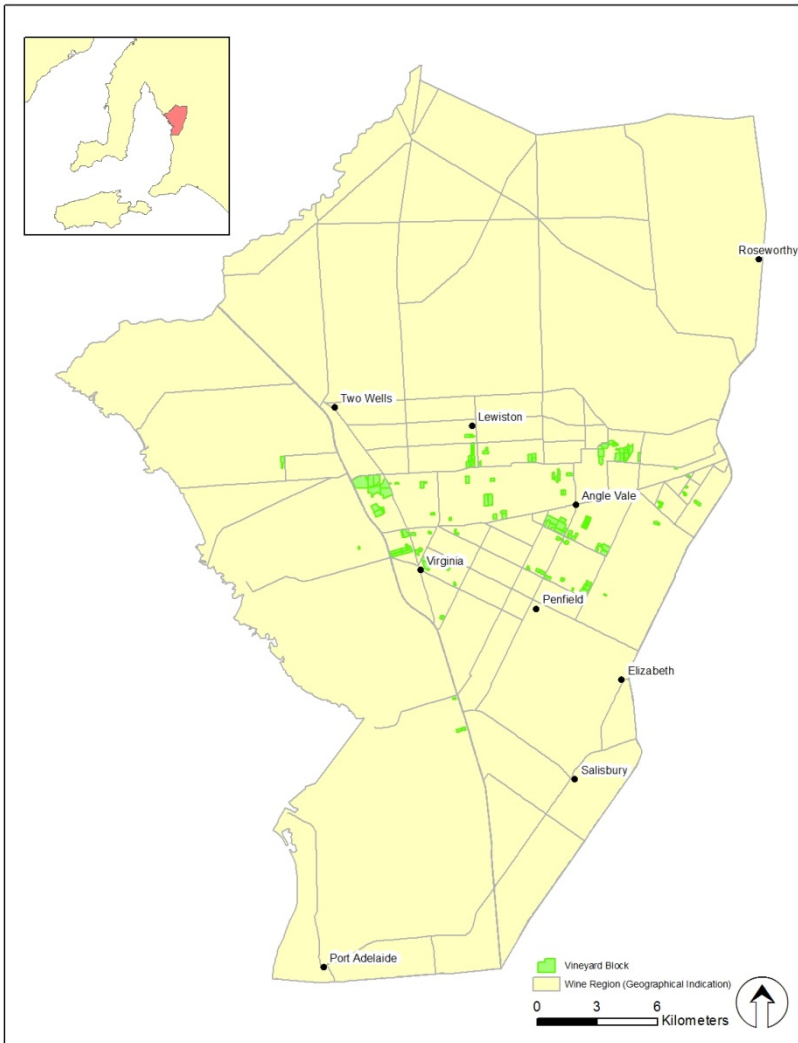 Roseworthy
Two Wells
Lewiston
Angle Vale
Virginia
Penfield
Elizabeth
Salisbury
Port Adelaide
Vineyard Block
Wine Region (Geographical Indication)
0 3 6
Kilometers